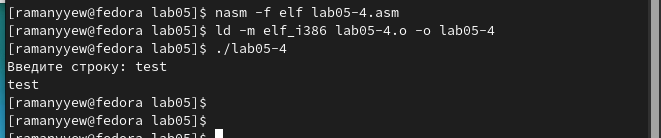 [ramanyyew@fedora lab05]$ nasm -f elf lab05-4.asm
[ramanyyew@fedora lab05]$ ld -m elf_i386 lab05-4.o -o lab05-4
[ramanyyew@fedora lab05]$ ./lab05-4
Введите строку: test
test
[ramanyyew@fedora lab05]$
[ramanyyew@fedora lab05]$
[ramanyyew@fedora lab05]$